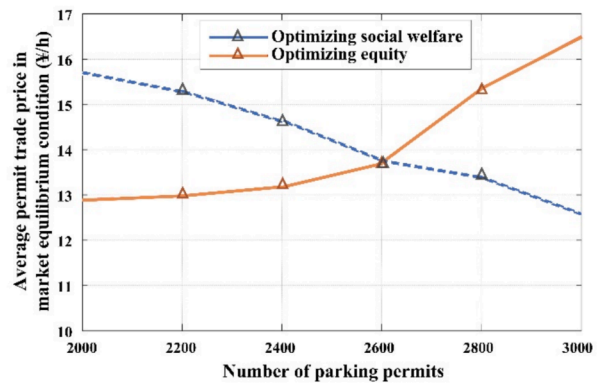 17
16
15
14
13
12
11
10
Average permit trade price in
market equilibrium condition (¥/h)
Optimizing social welfare
Optimizing equity
2000 2200 2400 2600 2800 3000
Number of parking permits